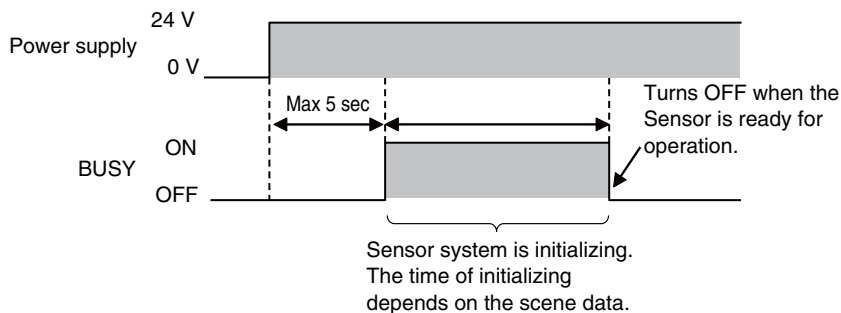 24 V
Power supply
0 V
Max 5 sec
Turns OFF when the
Sensor is ready for
operation.
ON
BUSY
OFF
Sensor system is initializing.
The time of initializing
depends on the scene data.